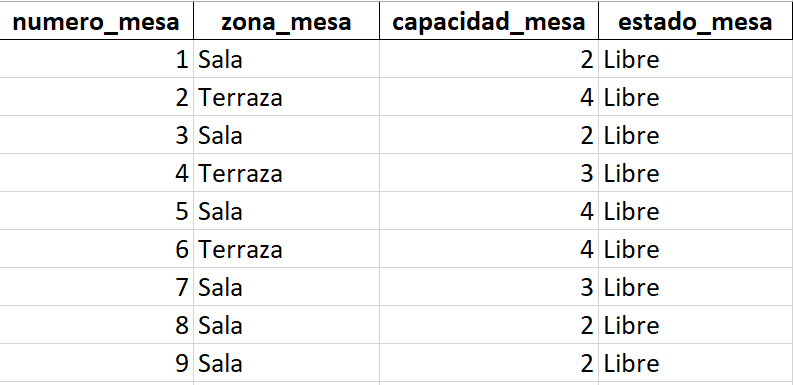 numero_mesa zona_mesa capacidad_mesa estado_mesa
1 Sala 2 Libre
2 Terraza 4 Libre
3 Sala 2 Libre
4 Terraza 3 Libre
5 Sala 4 Libre
6 Terraza 4 Libre
7 Sala 3 Libre
8 Sala 2 Libre
9 Sala 2 Libre